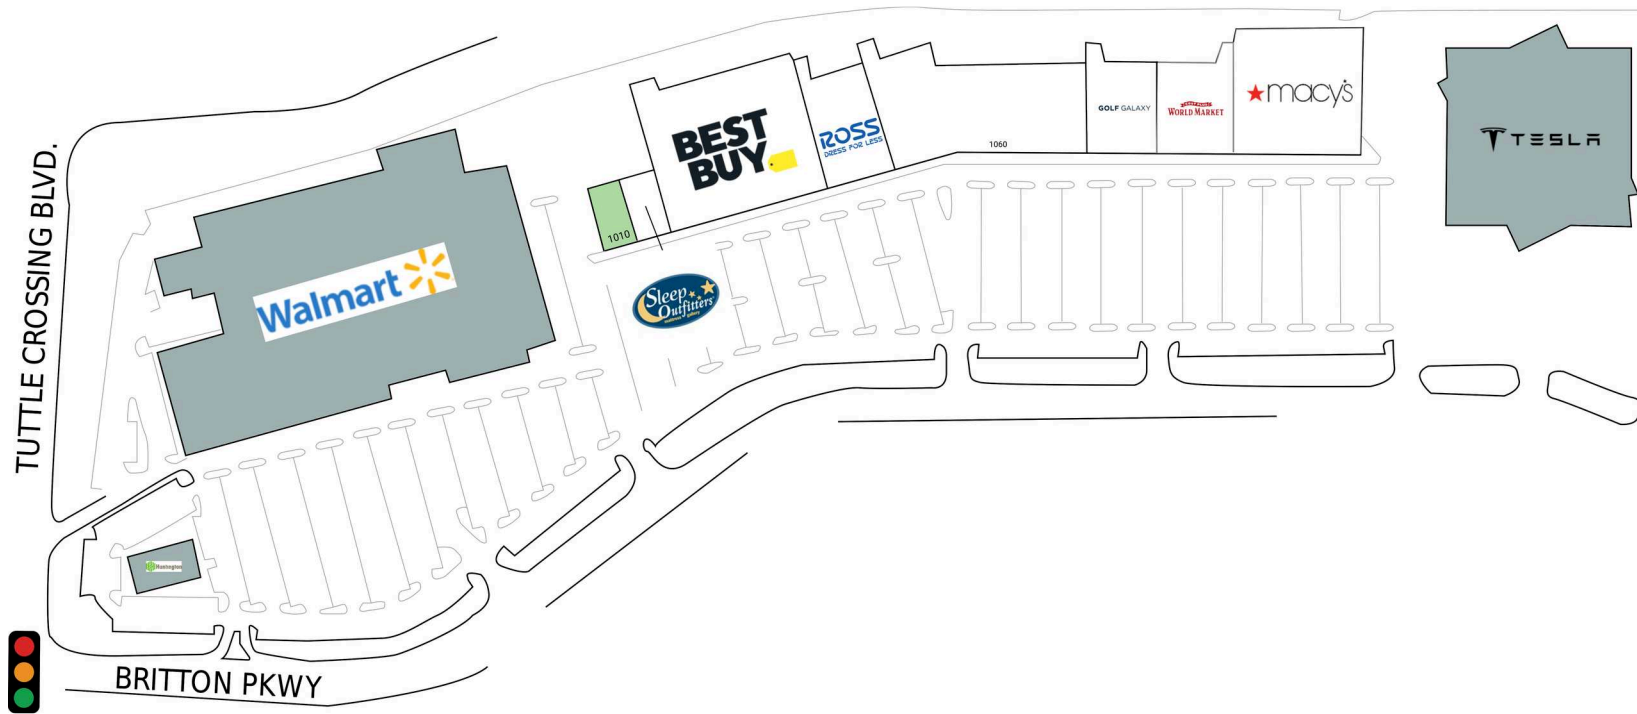 TUTTLE CROSSING BLVD.
Walmart
BEST
BUY
ROSS
DRESS FOR LESS
1060
GOLF GALAXY
WORLD MARKET
macy's
TESLA
1010
Sleep
Outfitters
Huntington
BRITTON PKWY